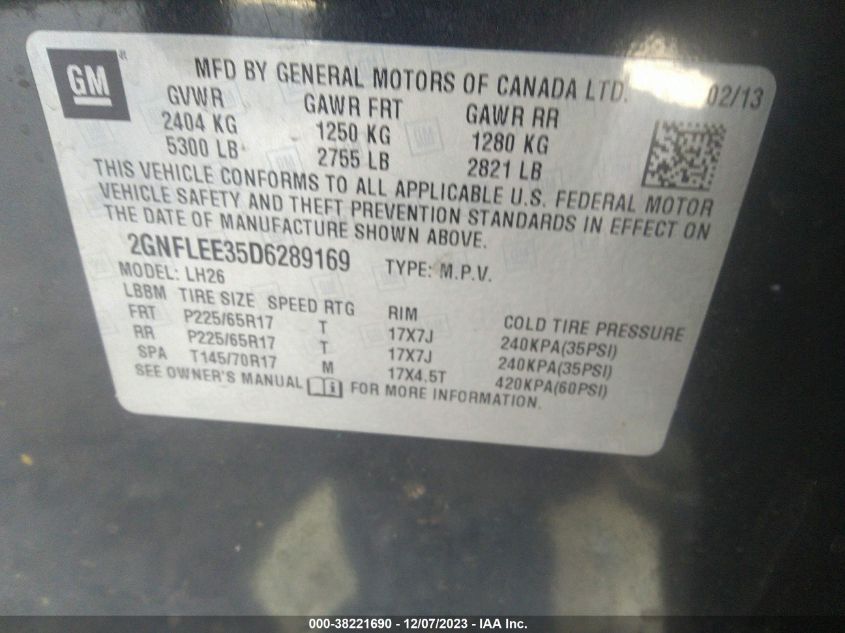 GM
MFD BY GENERAL MOTORS OF CANADA LTD. 02/13
GVWR GAWR FRT GAWR RR
2404 KG 1250 KG 1280 KG
5300 LB 2755 LB 2821 LB
THIS VEHICLE CONFORMS TO ALL APPLICABLE U.S. FEDERAL MOTOR
VEHICLE SAFETY AND THEFT PREVENTION STANDARDS IN EFFECT ON
THE DATE OF MANUFACTURE SHOWN ABOVE.
2GNFLEE35D6289169 TYPE: M.P.V.
MODEL: LH26
LBBM TIRE SIZE SPEED RTG RIM COLD TIRE PRESSURE
FRT P225/65R17 T 17X7J 240KPA(35PSI)
RR P225/65R17 T 17X7J 240KPA(35PSI)
SPA T145/70R17 M 17X4.5T 420KPA(60PSI)
SEE OWNER'S MANUAL FOR MORE INFORMATION.
000-38221690 - 12/07/2023 - IAA Inc.